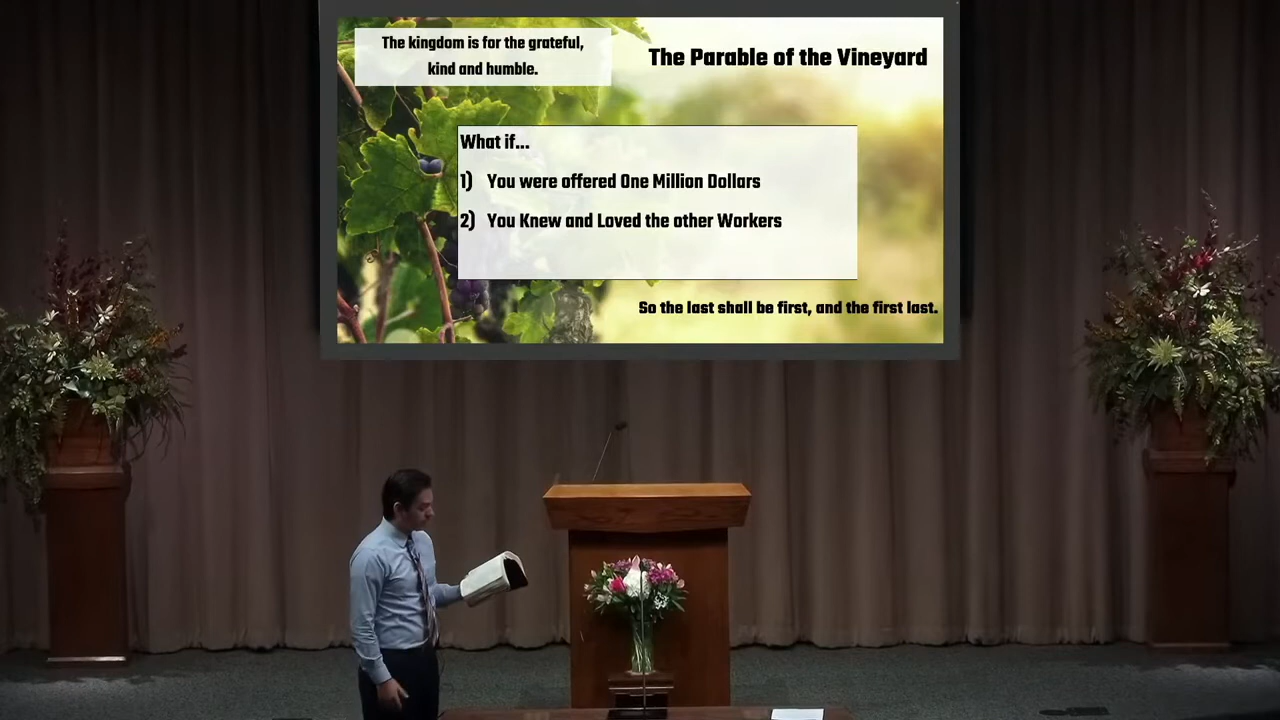 The kingdom is for the grateful,
kind and humble.
The Parable of the Vineyard
What if...
1) You were offered One Million Dollars
2) You Knew and Loved the other Workers
So the last shall be first, and the first last.